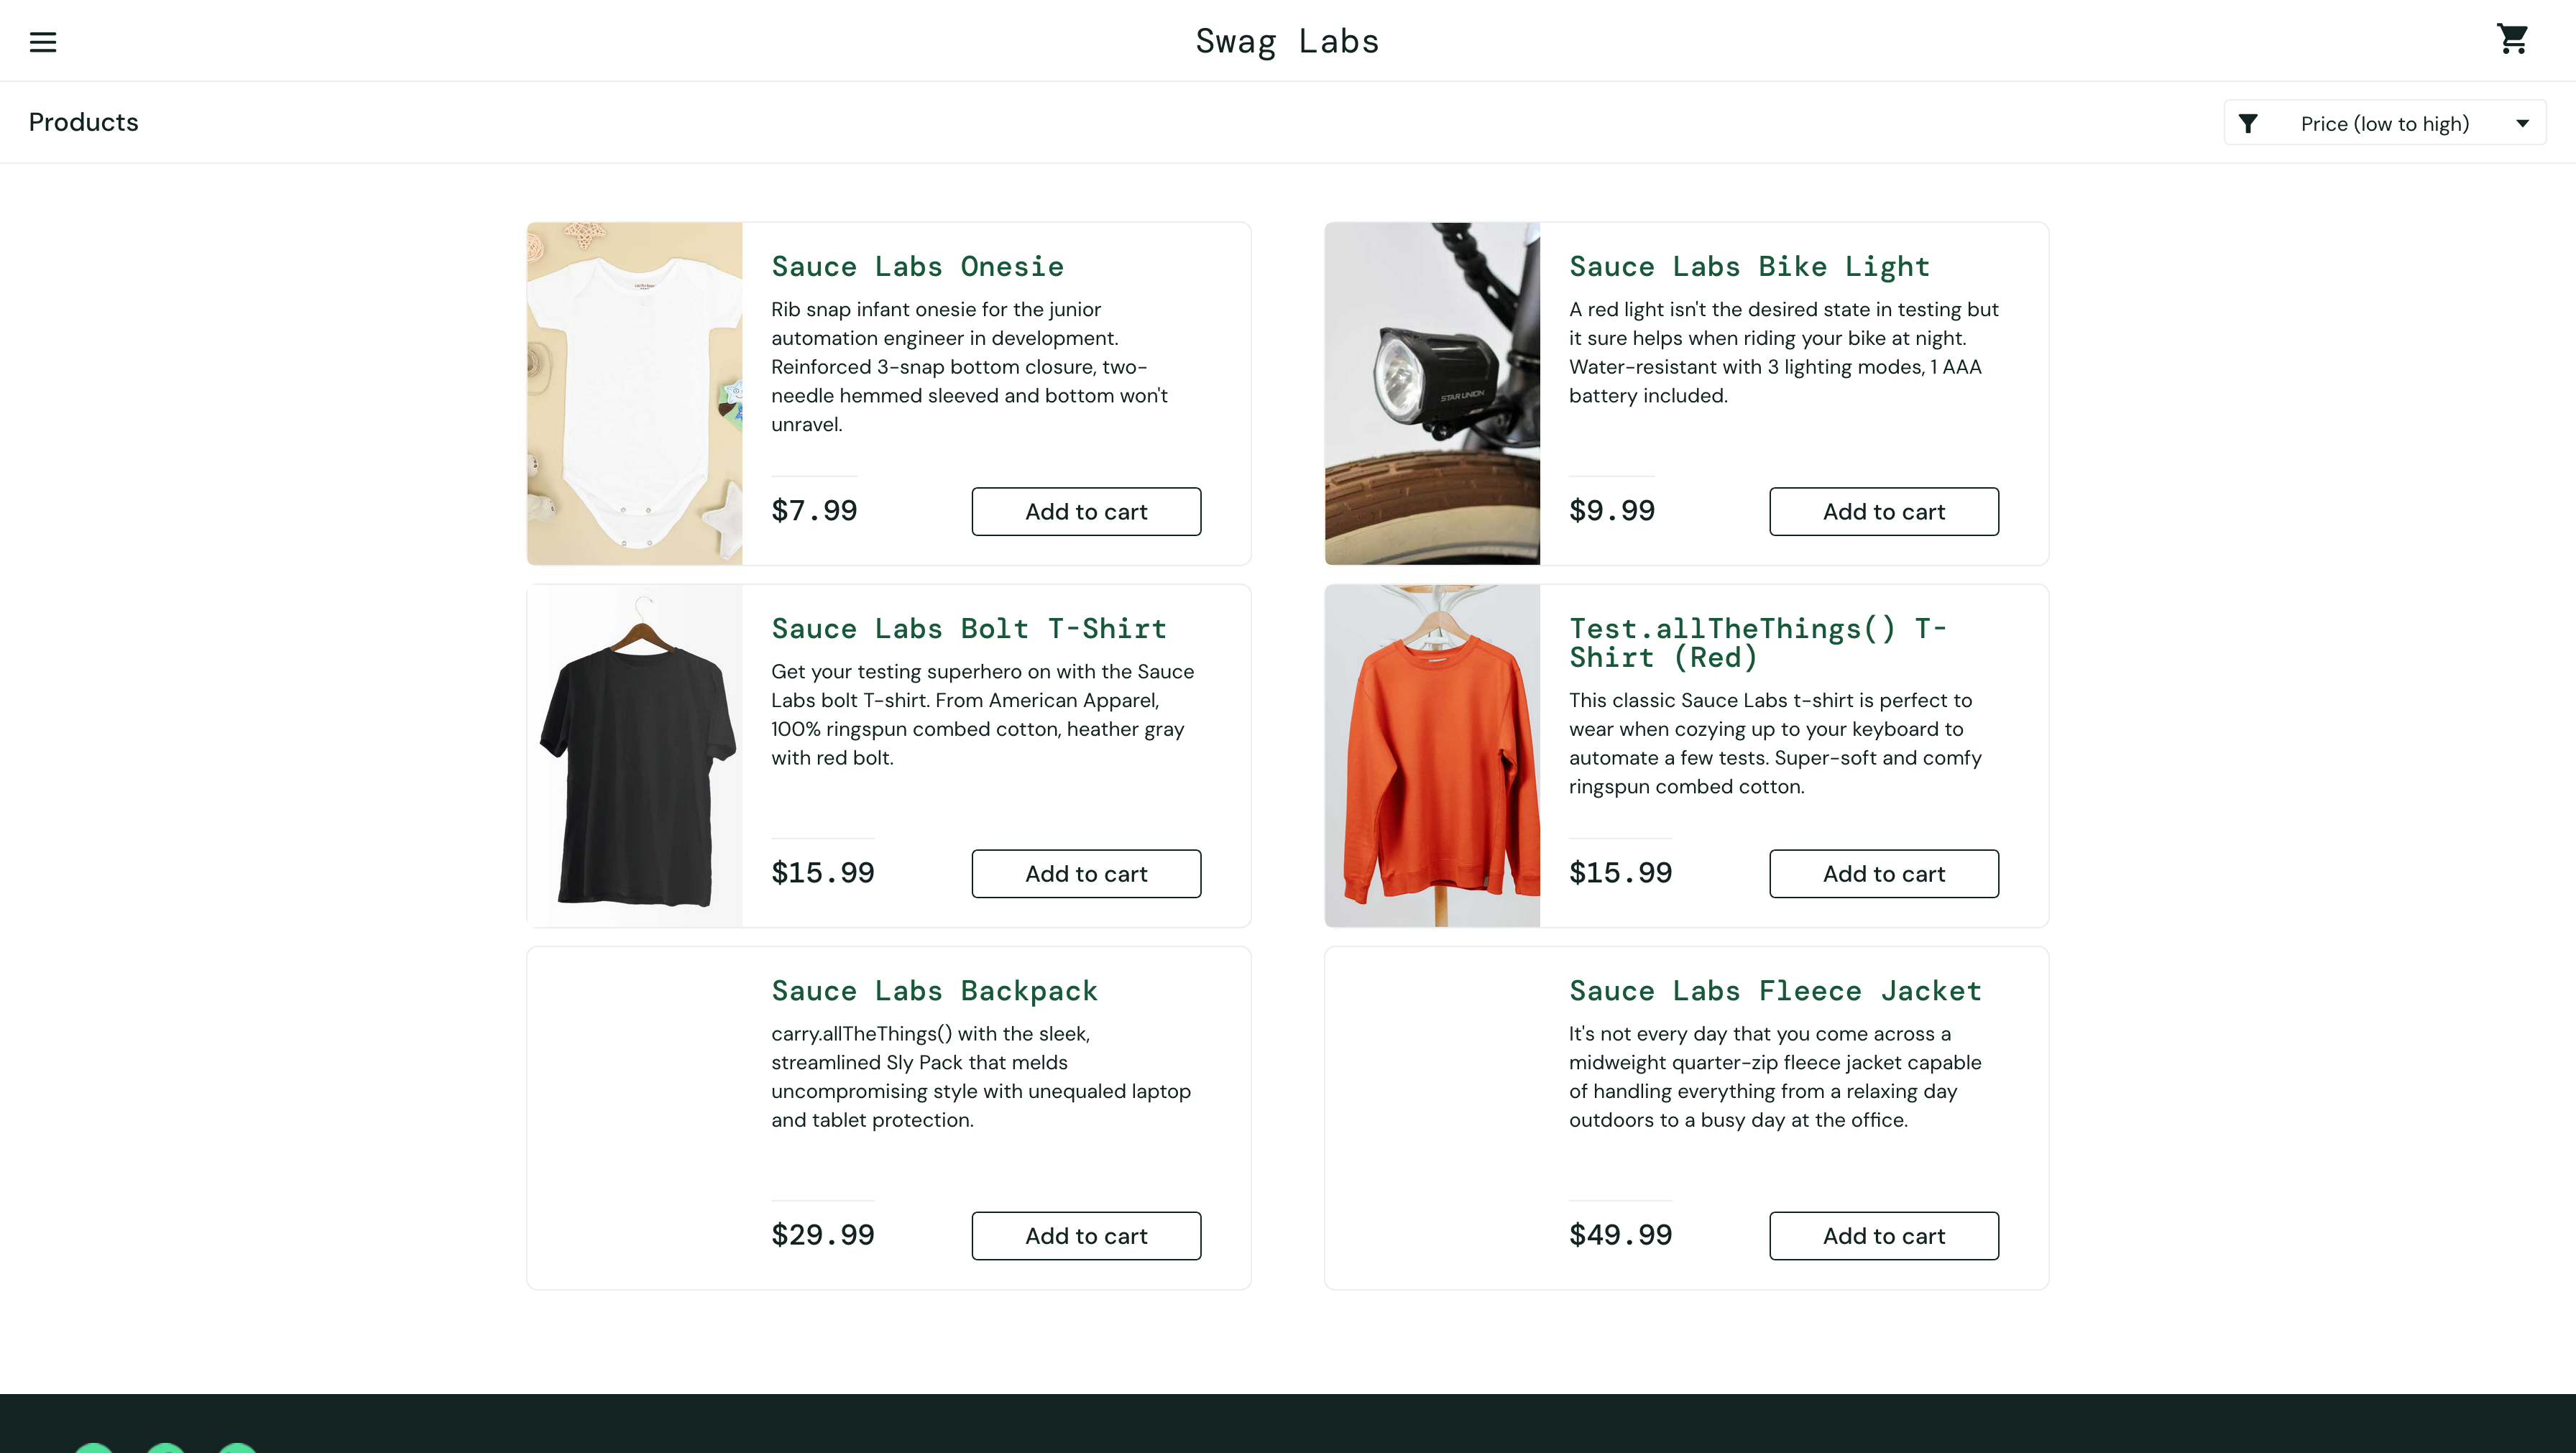 Swag Labs
Products
Price (low to high)
Sauce Labs Onesie
Rib snap infant onesie for the junior
automation engineer in development.
Reinforced 3-snap bottom closure, two-
needle hemmed sleeved and bottom won't
unravel.
$7.99
Add to cart
Sauce Labs Bike Light
A red light isn't the desired state in testing but
it sure helps when riding your bike at night.
Water-resistant with 3 lighting modes, 1 AAA
battery included.
STAR UNION
$9.99
Add to cart
Sauce Labs Bolt T-Shirt
Get your testing superhero on with the Sauce
Labs bolt T-shirt. From American Apparel,
100% ringspun combed cotton, heather gray
with red bolt.
$15.99
Add to cart
Test.allTheThings() T-
Shirt (Red)
This classic Sauce Labs t-shirt is perfect to
wear when cozying up to your keyboard to
automate a few tests. Super-soft and comfy
ringspun combed cotton.
$15.99
Add to cart
Sauce Labs Backpack
carry.allTheThings() with the sleek,
streamlined Sly Pack that melds
uncompromising style with unequaled laptop
and tablet protection.
$29.99
Add to cart
Sauce Labs Fleece Jacket
It's not every day that you come across a
midweight quarter-zip fleece jacket capable
of handling everything from a relaxing day
outdoors to a busy day at the office.
$49.99
Add to cart